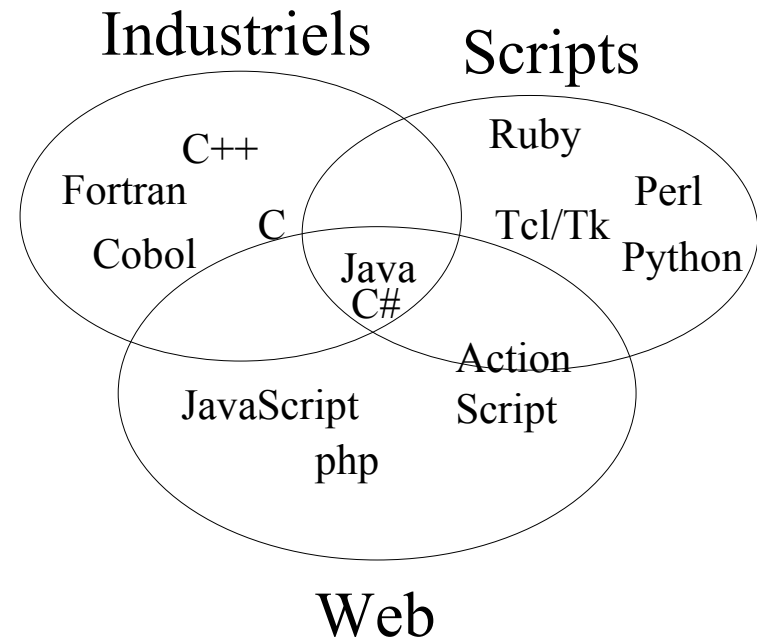 Industriels
Scripts
C++
Ruby
Fortran
Perl
C
Tcl/Tk
Cobol
Python
Java
C#
Action
Script
JavaScript
php
Web